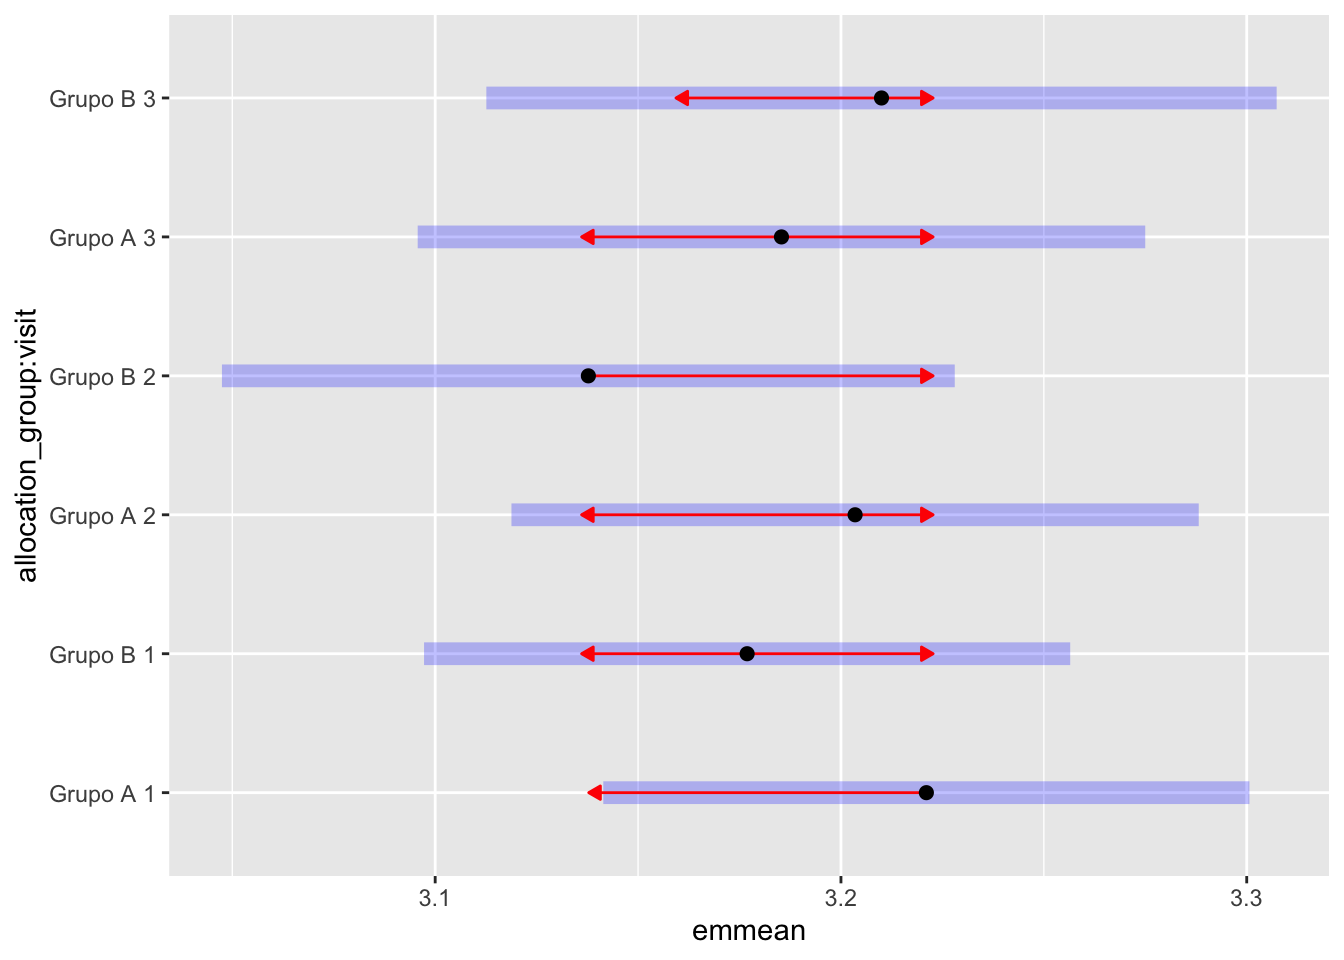 Grupo B 3
Grupo A 3
Grupo B 2
Grupo A 2
Grupo B 1
Grupo A 1
allocation_group:visit
3.1
3.2
3.3
emmean